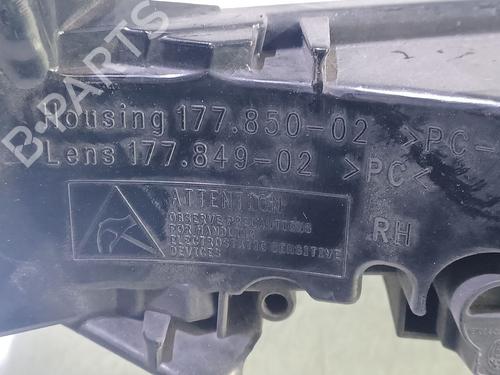 B-PARTS
Housing 177.850-02 >PC-
Lens 177.849-02 >PC<
ATTENTION
OBSERVE PRECAUTIONS
FOR HANDLING
ELECTROSTATIC SENSITIVE
DEVICES
RH